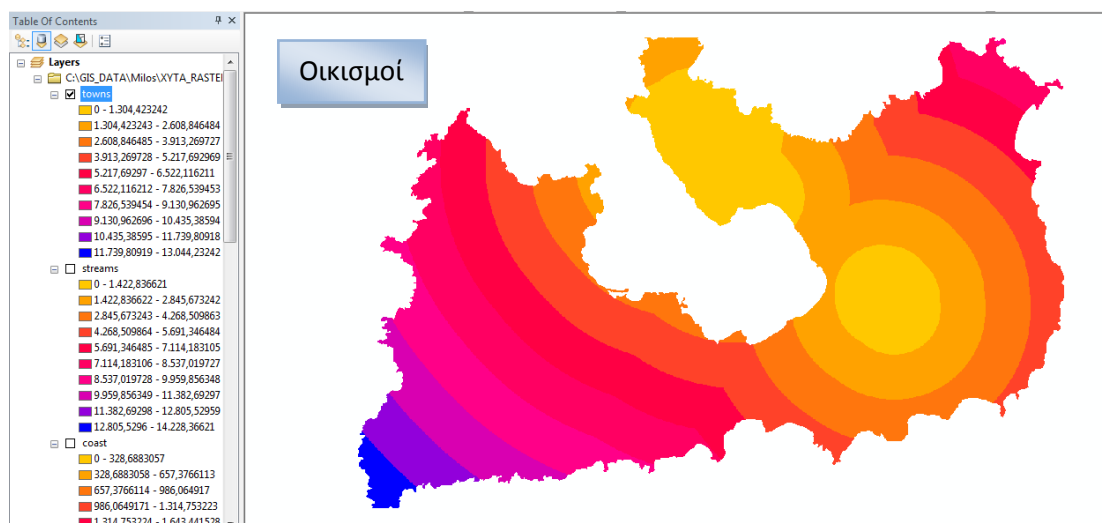 Table Of Contents
Layers
C:\GIS_DATA\Milos\XYTA_RASTE
towns
0 - 1.304,423242
1.304,423243 - 2.608,846484
2.608,846485 - 3.913,269727
3.913,269728 - 5.217,692969
5.217,69297 - 6.522,116211
6.522,116212 - 7.826,539453
7.826,539454 - 9.130,962695
9.130,962696 - 10.435,38594
10.435,38595 - 11.739,80918
11.739,80919 - 13.044,23242
streams
0 - 1.422,836621
1.422,836622 - 2.845,673242
2.845,673243 - 4.268,509863
4.268,509864 - 5.691,346484
5.691,346485 - 7.114,183105
7.114,183106 - 8.537,019727
8.537,019728 - 9.959,856348
9.959,856349 - 11.382,69297
11.382,69298 - 12.805,52959
12.805,5296 - 14.228,36621
coast
0 - 328,6883057
328,6883058 - 657,3766113
657,3766114 - 986,064917
986,0649171 - 1.314,753223
1.314,753224 - 1.643,441528
Οικισμοί